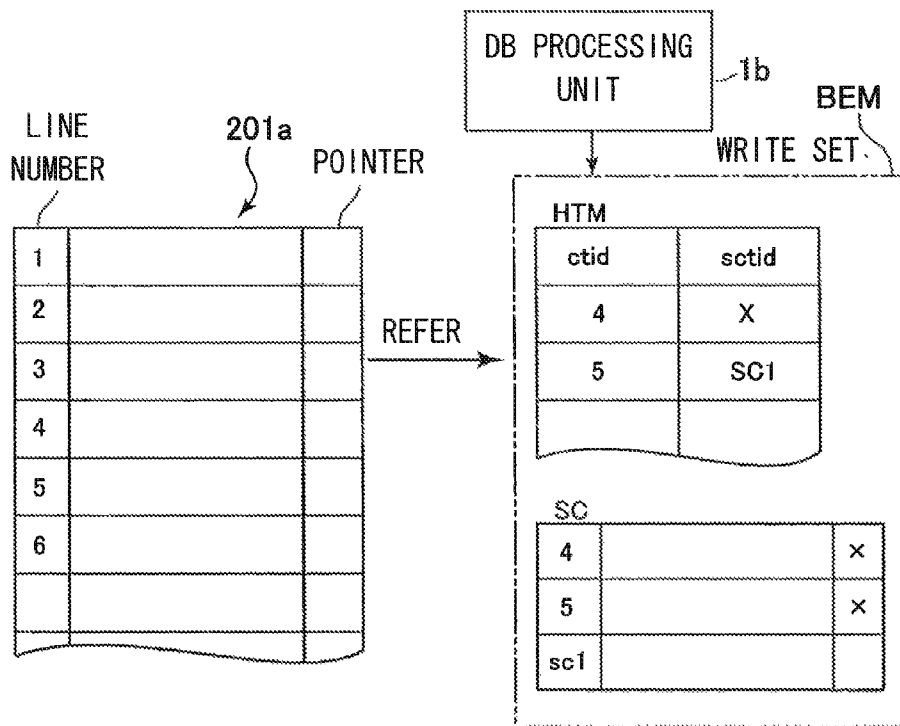 DB PROCESSING
UNIT
1b
BEM
WRITE SET
LINE
NUMBER
201a
POINTER
1
2
3
4
5
6
REFER
HTM
ctid sctid
4 X
5 SC1
SC
4 ×
5 ×
sc1